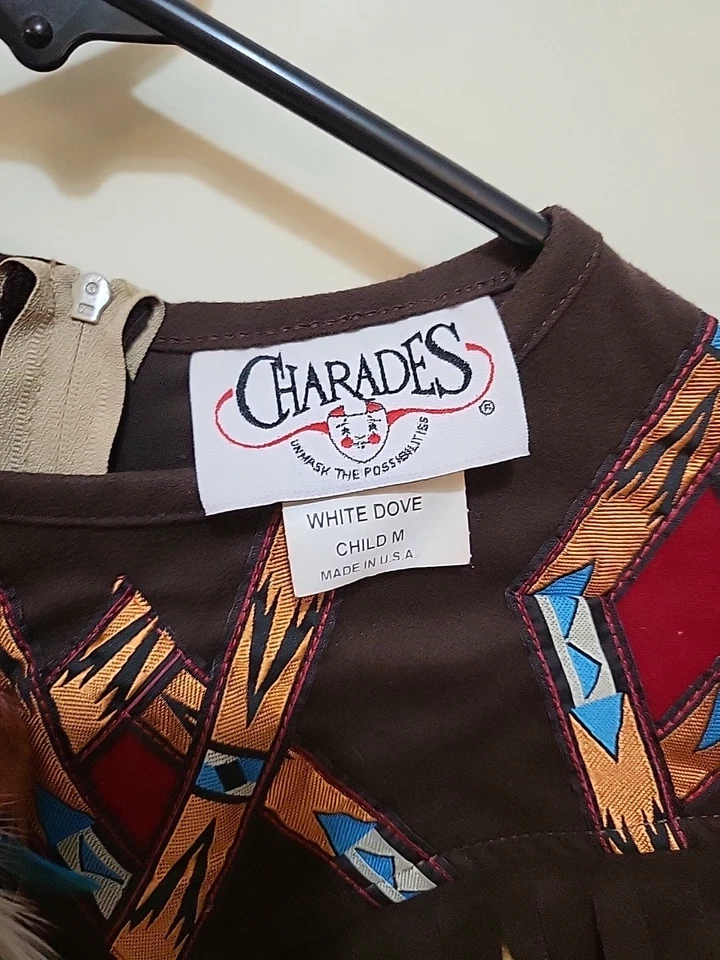 CHARADES
®
UNMASK THE POSSIBILITIES
WHITE DOVE
CHILD M
MADE IN U.S.A.